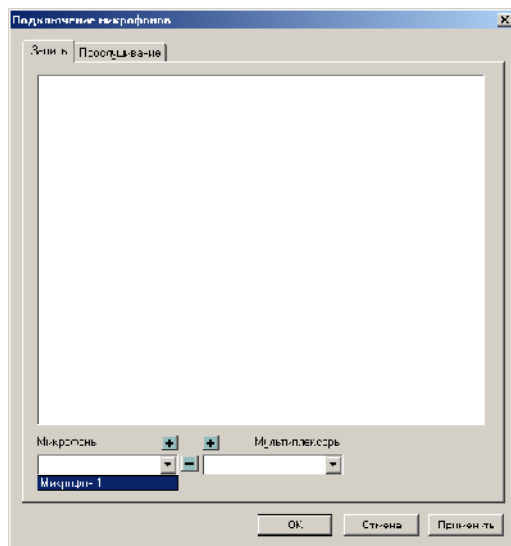 Подключение микрофонов
Запись Прослушивание
Микрофоны Мультиплексоры
Микрофон 1
OK Отмена Применить